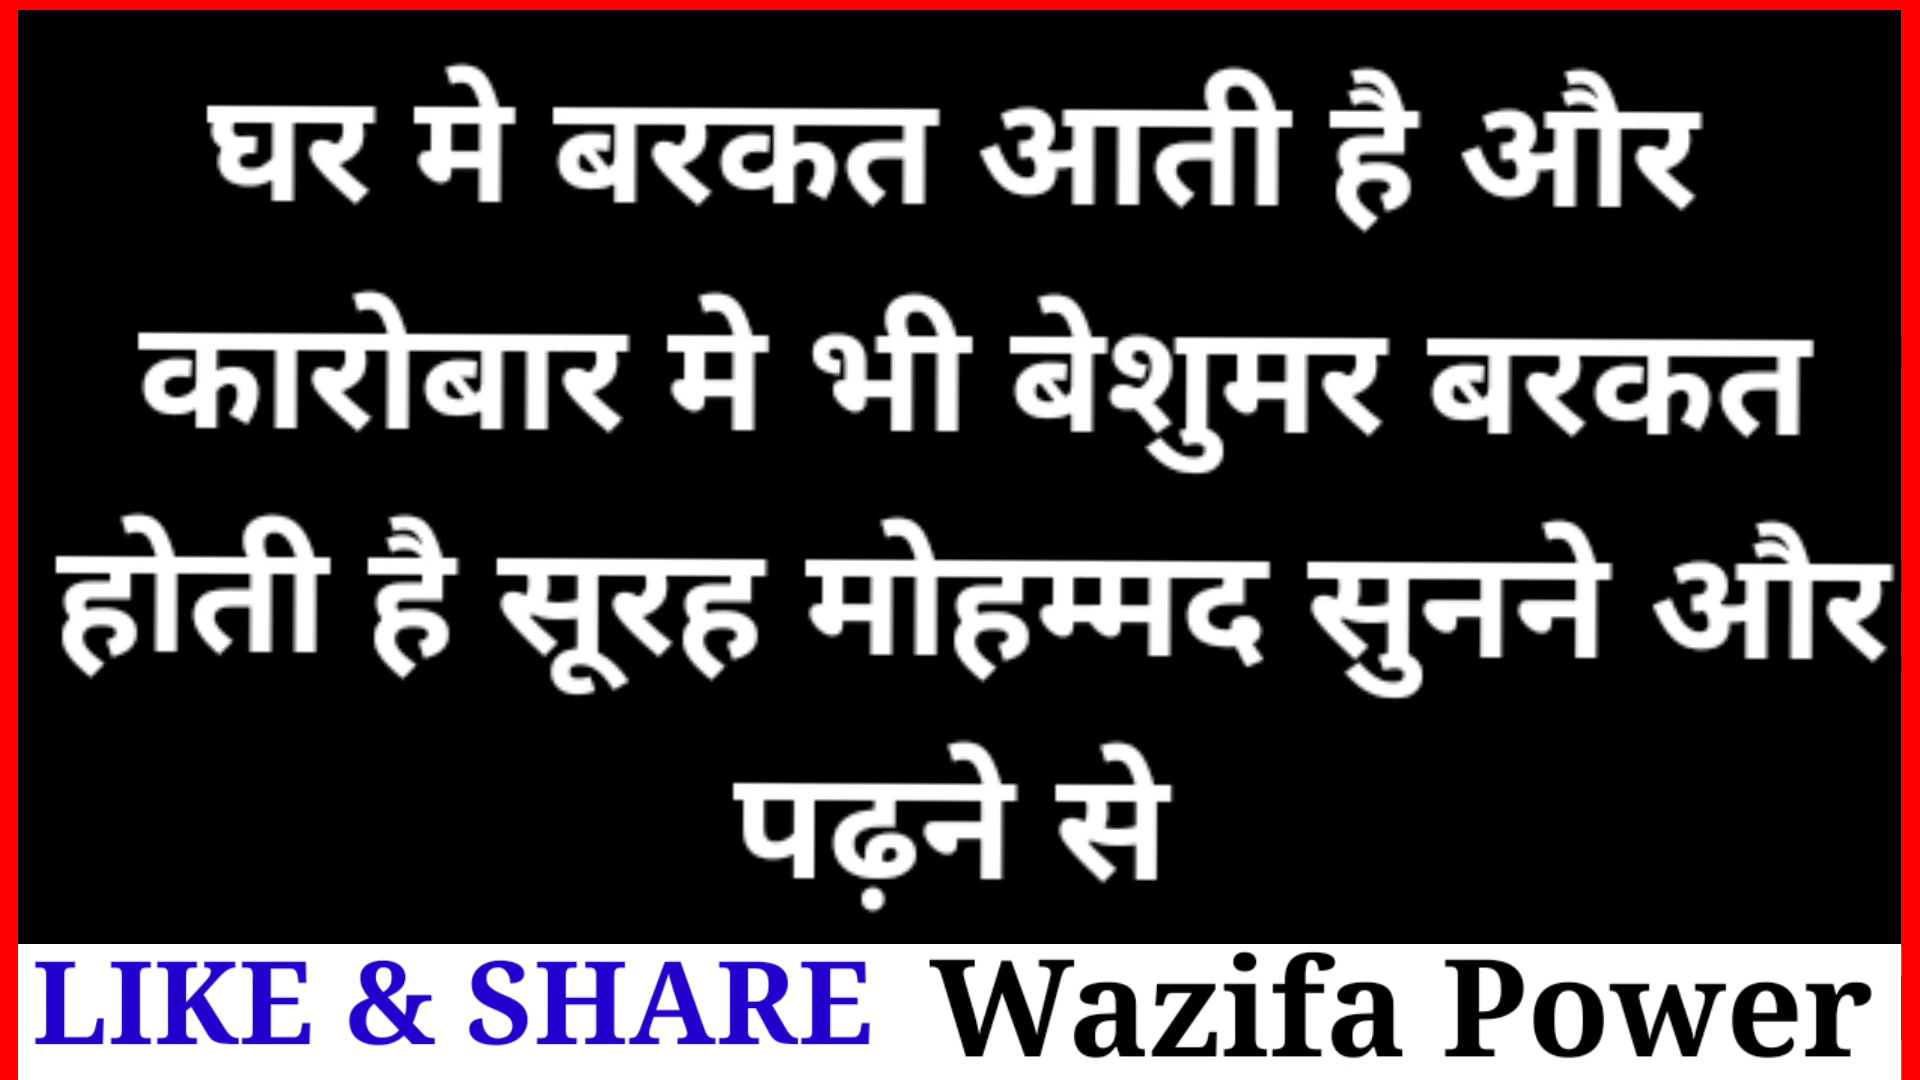 घर मे बरकत आती है और
कारोबार मे भी बेशुमर बरकत
होती है सूरह मोहम्मद सुनने और
पढ़ने से
LIKE & SHARE Wazifa Power